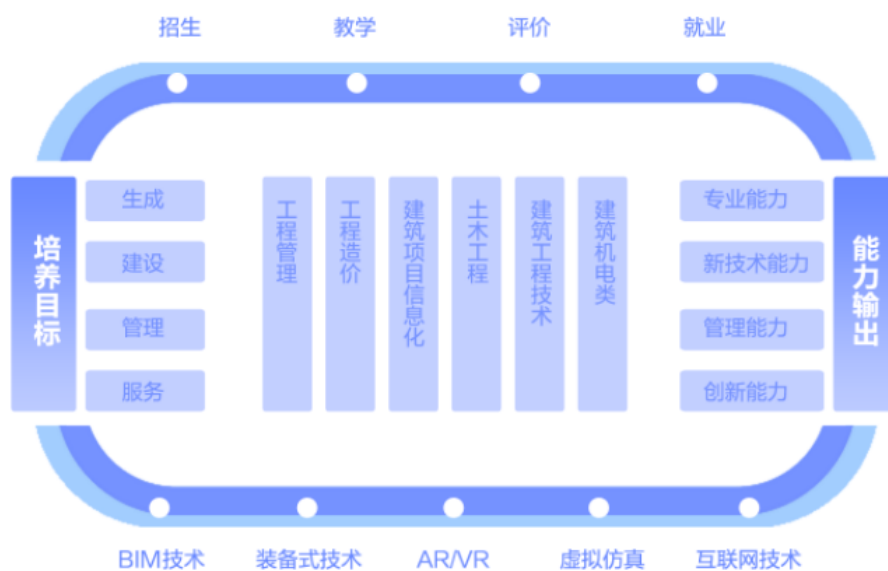 招生
教学
评价
就业
培养目标
生成
建设
管理
服务
工程管理
工程造价
建筑项目信息化
土木工程
建筑工程技术
建筑机电类
专业能力
新技术能力
管理能力
创新能力
能力输出
BIM技术
装备式技术
AR/VR
虚拟仿真
互联网技术